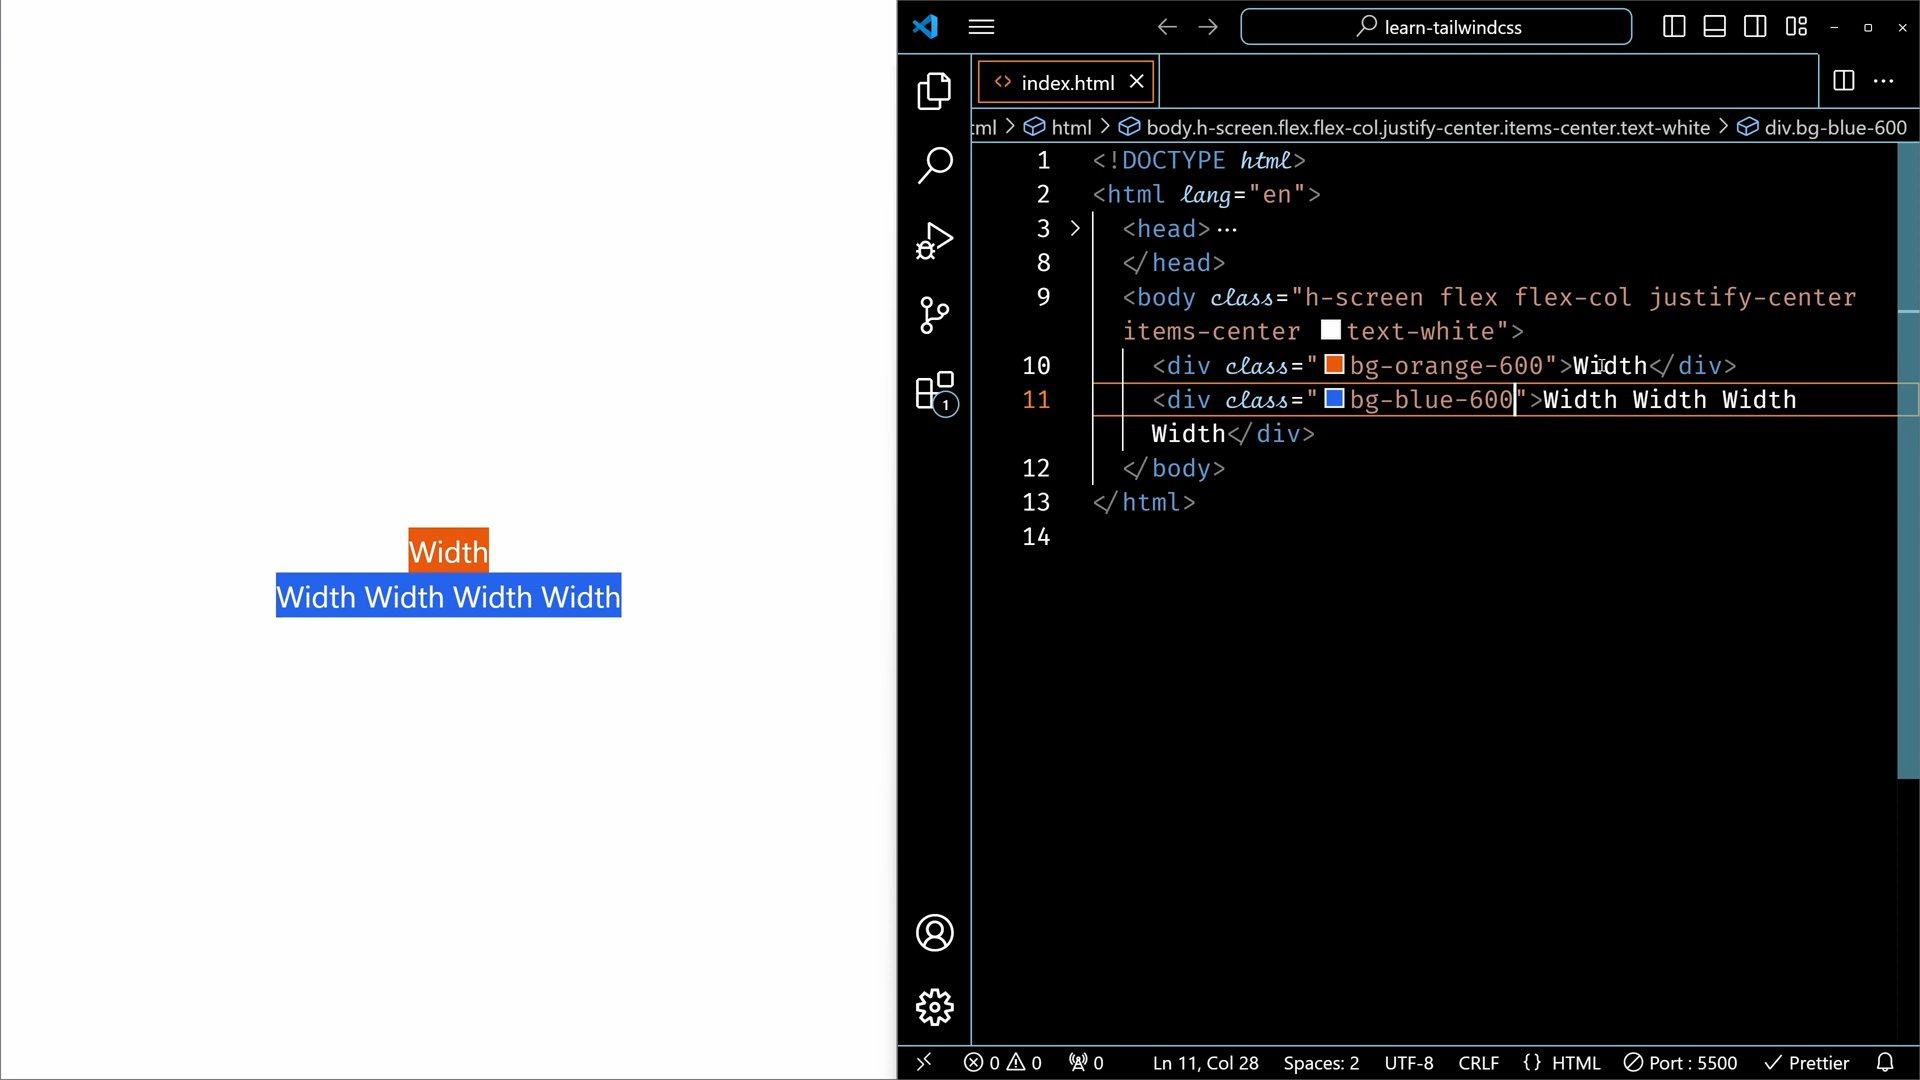 Width
Width Width Width Width
learn-tailwindcss
index.html
ml > html > body.h-screen.flex.flex-col.justify-center.items-center.text-white > div.bg-blue-600
1 <!DOCTYPE html>
2 <html lang="en">
3 <head>…
8 </head>
9 <body class="h-screen flex flex-col justify-center
items-center text-white">
10 <div class="bg-orange-600">Width</div>
11 <div class="bg-blue-600">Width Width Width
Width</div>
12 </body>
13 </html>
14
1
0 0 0 Ln 11, Col 28 Spaces: 2 UTF-8 CRLF {} HTML Port : 5500 Prettier